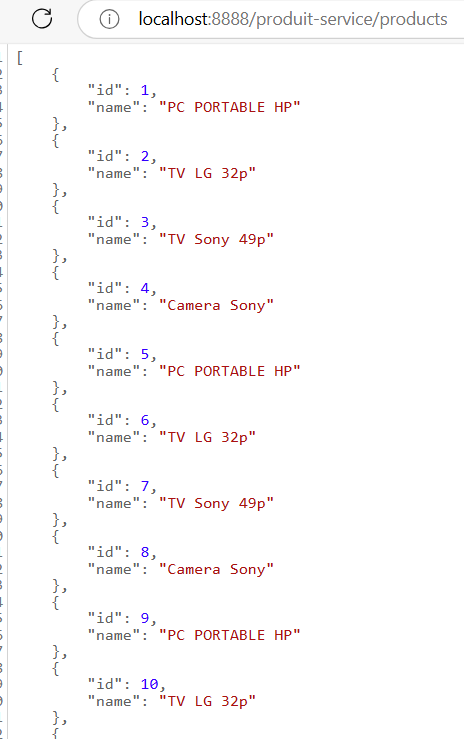 localhost:8888/produit-service/products
[
    {
        "id": 1,
        "name": "PC PORTABLE HP"
    },
    {
        "id": 2,
        "name": "TV LG 32p"
    },
    {
        "id": 3,
        "name": "TV Sony 49p"
    },
    {
        "id": 4,
        "name": "Camera Sony"
    },
    {
        "id": 5,
        "name": "PC PORTABLE HP"
    },
    {
        "id": 6,
        "name": "TV LG 32p"
    },
    {
        "id": 7,
        "name": "TV Sony 49p"
    },
    {
        "id": 8,
        "name": "Camera Sony"
    },
    {
        "id": 9,
        "name": "PC PORTABLE HP"
    },
    {
        "id": 10,
        "name": "TV LG 32p"
    },
    {